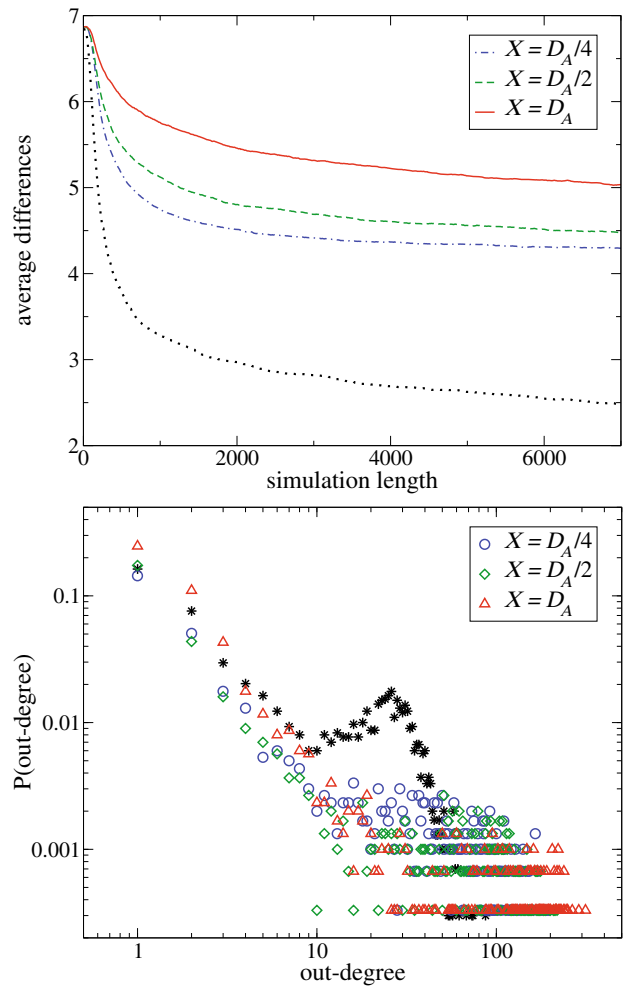 7
6
5
4
3
2
average differences
X = D_A/4
X = D_A/2
X = D_A
0 2000 4000 6000
simulation length
0.1
0.01
0.001
P(out-degree)
X = D_A/4
X = D_A/2
X = D_A
1 10 100
out-degree